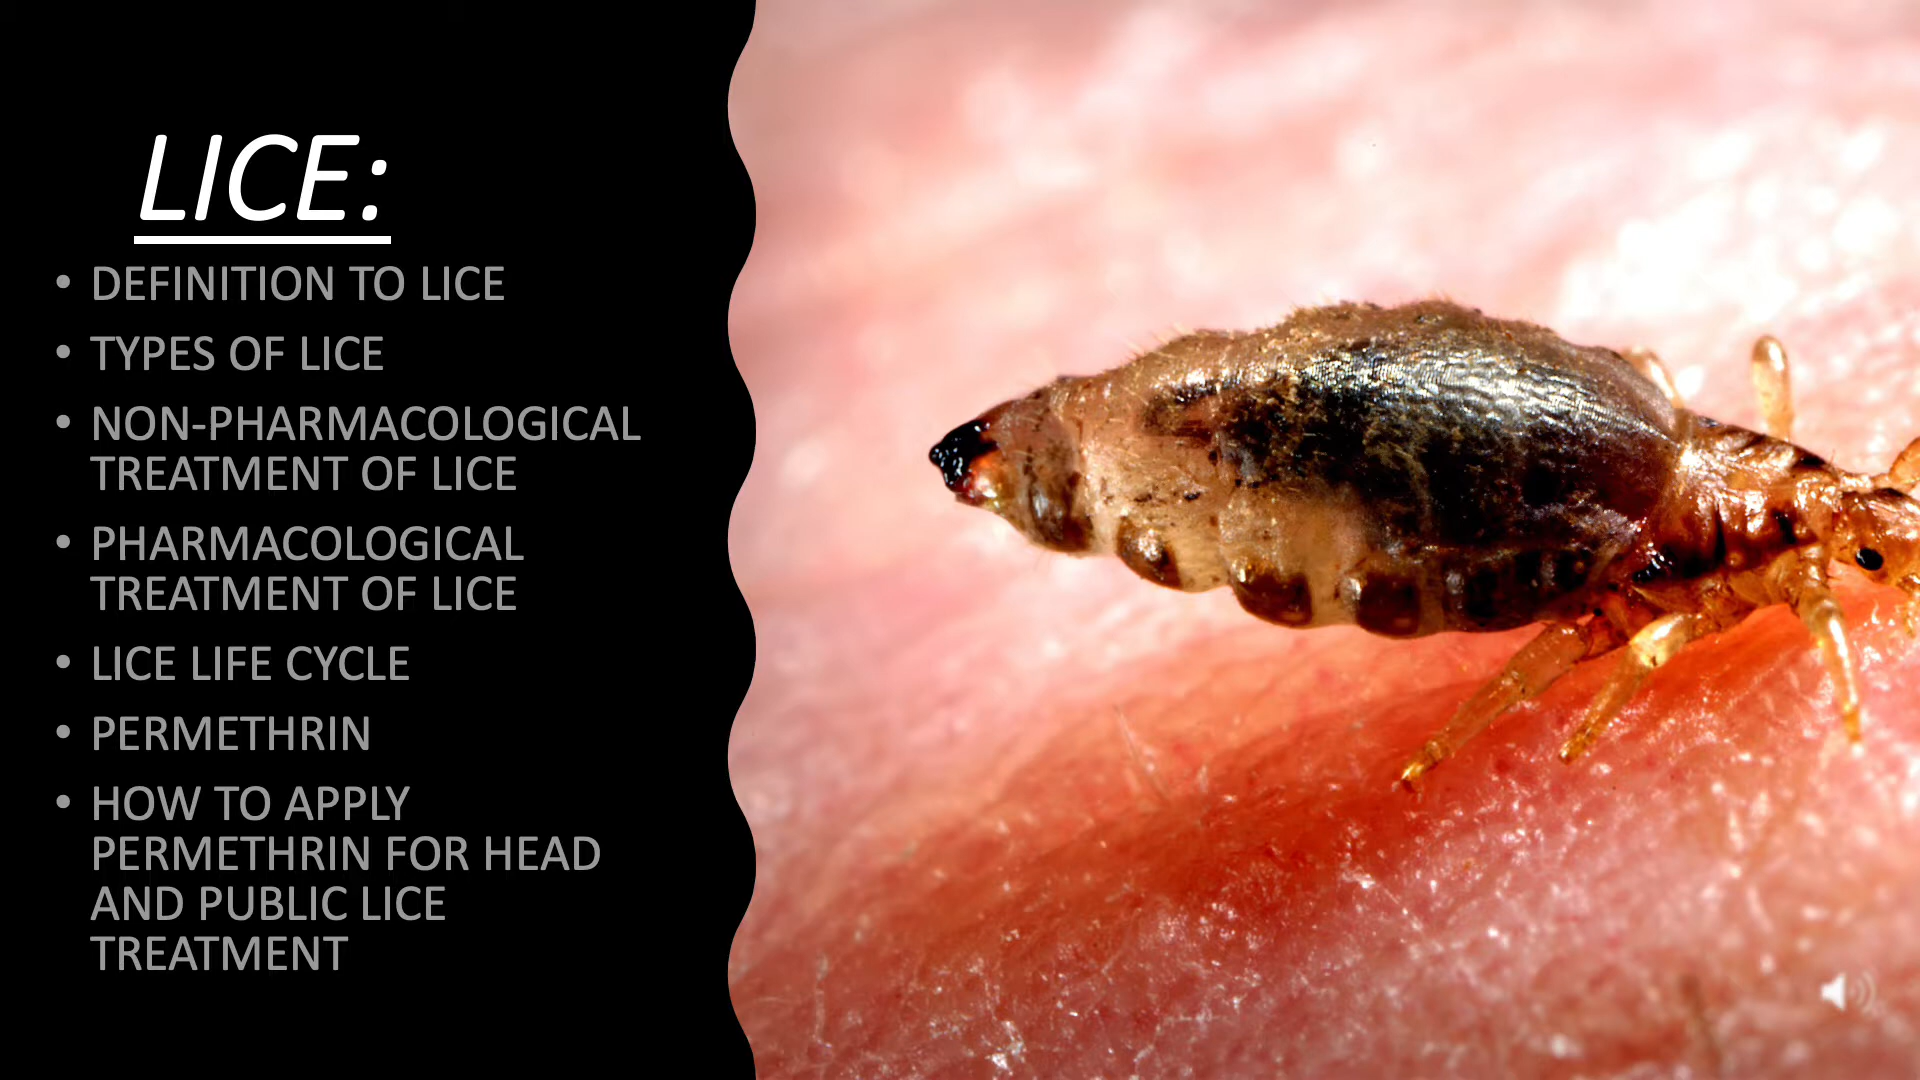 LICE:
• DEFINITION TO LICE
• TYPES OF LICE
• NON-PHARMACOLOGICAL
TREATMENT OF LICE
• PHARMACOLOGICAL
TREATMENT OF LICE
• LICE LIFE CYCLE
• PERMETHRIN
• HOW TO APPLY
PERMETHRIN FOR HEAD
AND PUBLIC LICE
TREATMENT